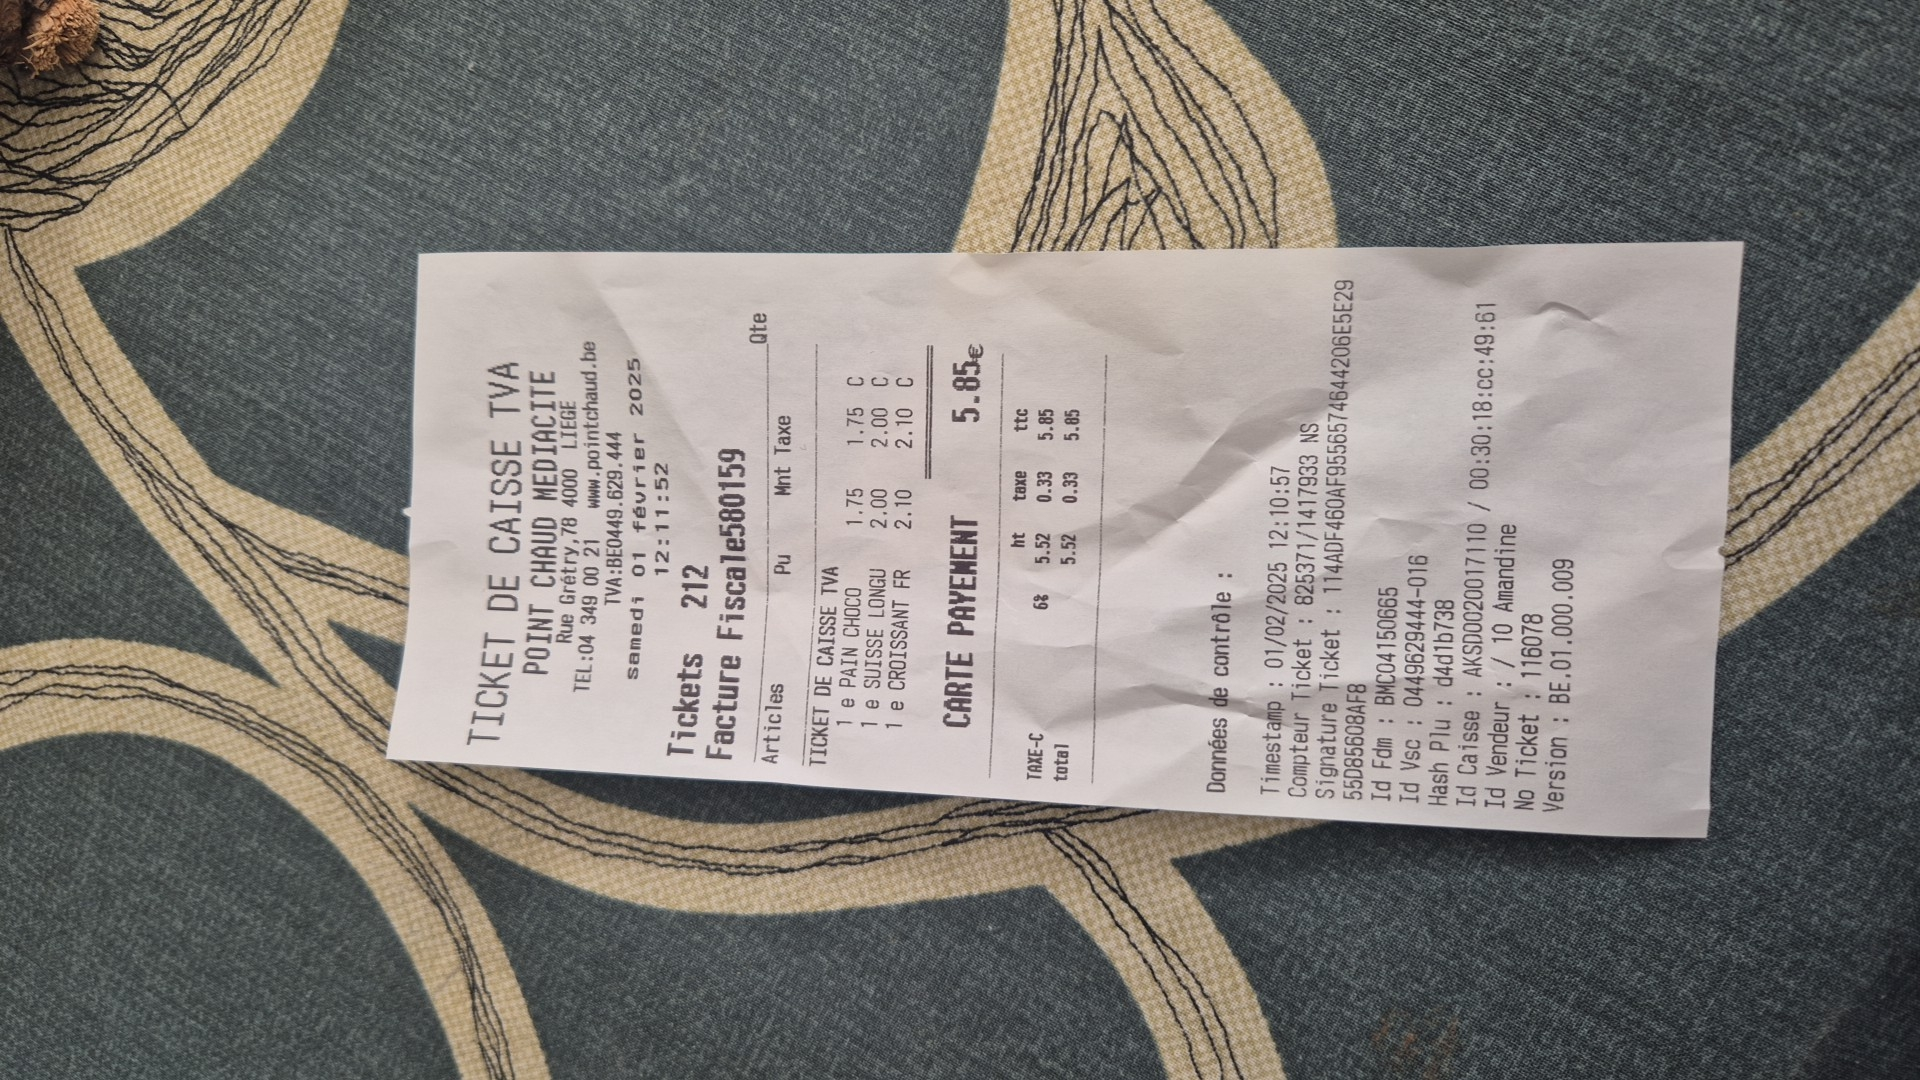 TICKET DE CAISSE TVA
POINT CHAUD MEDIACITE
Rue Grétry,78 4000 LIEGE
TEL:04 349 00 21 www.pointchaud.be
TVA:BE0449.629.444
samedi 01 février 2025
12:11:52
Tickets 212
Facture Fiscale580159
Qte
Articles Pu Mnt Taxe
TICKET DE CAISSE TVA
1 e PAIN CHOCO 1.75 1.75 C
1 e SUISSE LONGU 2.00 2.00 C
1 e CROISSANT FR 2.10 2.10 C
CARTE PAYEMENT 5.85€
ht taxe ttc
TAXE-C 6% 5.52 0.33 5.85
total 5.52 0.33 5.85
Données de contrôle :
Timestamp : 01/02/2025 12:10:57
Compteur Ticket : 825371/1417933 NS
Signature Ticket : 114ADF460AF9556574644206E5E29
55D85608AF8
Id Fdm : BMC04150665
Id Vsc : 0449629444-016
Hash Plu : d4d1b738
Id Caisse : AKSD0020017110 / 00:30:18:cc:49:61
Id Vendeur : / 10 Amandine
No Ticket : 116078
Version : BE.01.000.009